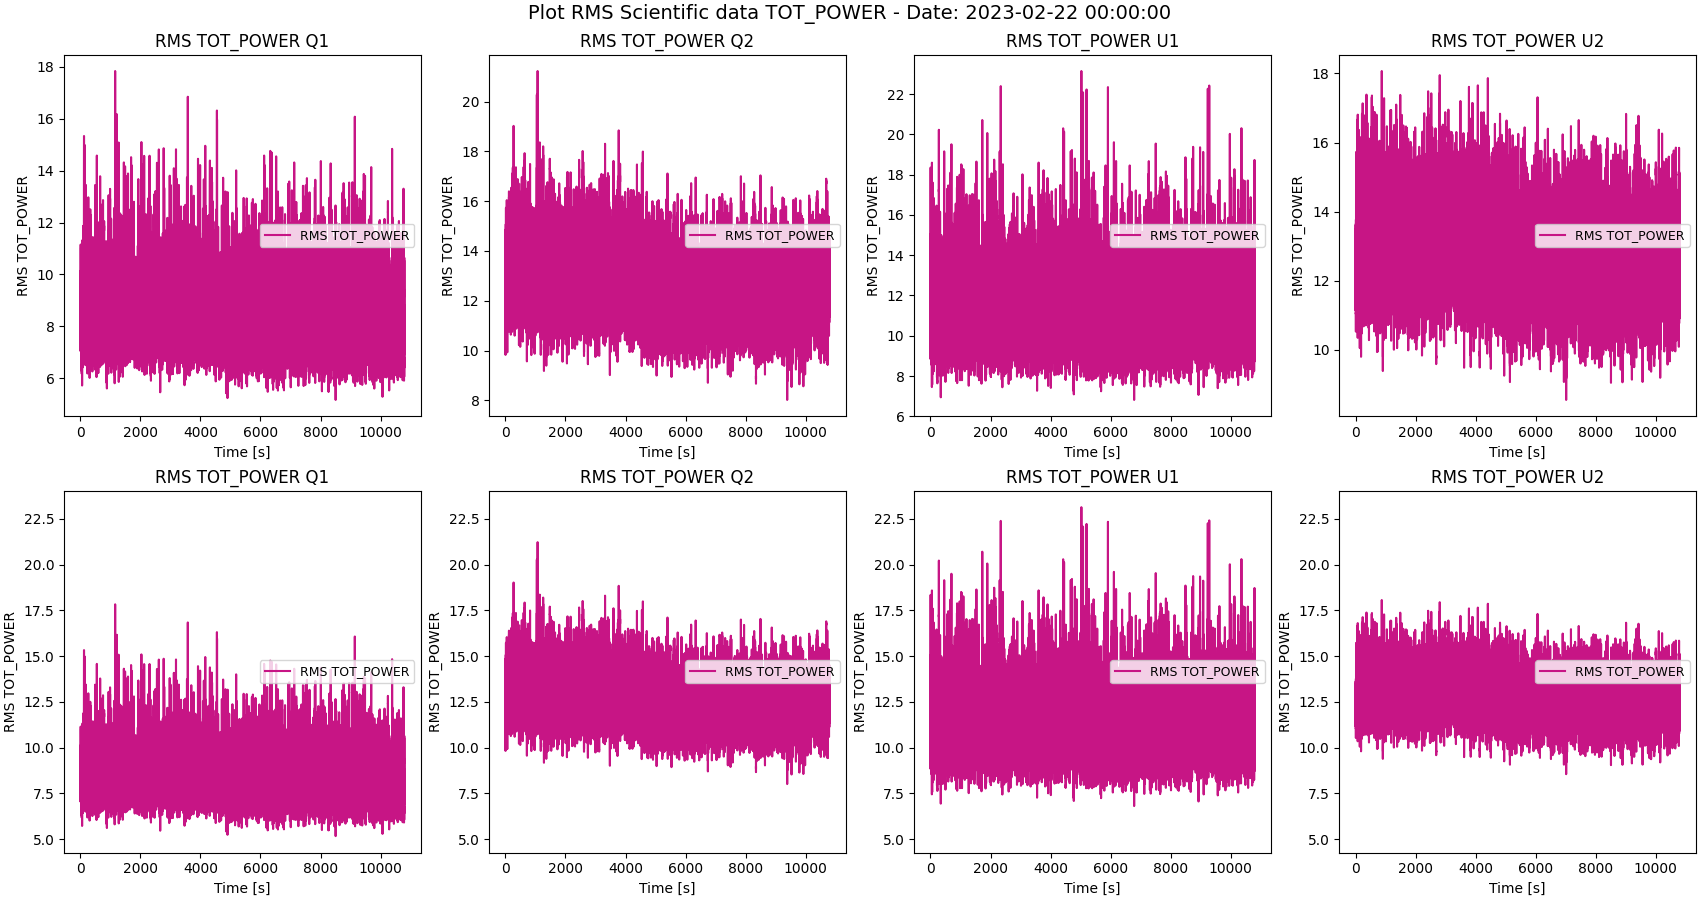 Plot RMS Scientific data TOT_POWER - Date: 2023-02-22 00:00:00
RMS TOT_POWER Q1
RMS TOT_POWER
18
16
14
12
10
8
6
RMS TOT_POWER
0 2000 4000 6000 8000 10000
Time [s]
RMS TOT_POWER Q2
RMS TOT_POWER
20
18
16
14
12
10
8
RMS TOT_POWER
0 2000 4000 6000 8000 10000
Time [s]
RMS TOT_POWER U1
RMS TOT_POWER
22
20
18
16
14
12
10
8
6
RMS TOT_POWER
0 2000 4000 6000 8000 10000
Time [s]
RMS TOT_POWER U2
RMS TOT_POWER
18
16
14
12
10
RMS TOT_POWER
0 2000 4000 6000 8000 10000
Time [s]
RMS TOT_POWER Q1
RMS TOT_POWER
22.5
20.0
17.5
15.0
12.5
10.0
7.5
5.0
RMS TOT_POWER
0 2000 4000 6000 8000 10000
Time [s]
RMS TOT_POWER Q2
RMS TOT_POWER
22.5
20.0
17.5
15.0
12.5
10.0
7.5
5.0
RMS TOT_POWER
0 2000 4000 6000 8000 10000
Time [s]
RMS TOT_POWER U1
RMS TOT_POWER
22.5
20.0
17.5
15.0
12.5
10.0
7.5
5.0
RMS TOT_POWER
0 2000 4000 6000 8000 10000
Time [s]
RMS TOT_POWER U2
RMS TOT_POWER
22.5
20.0
17.5
15.0
12.5
10.0
7.5
5.0
RMS TOT_POWER
0 2000 4000 6000 8000 10000
Time [s]